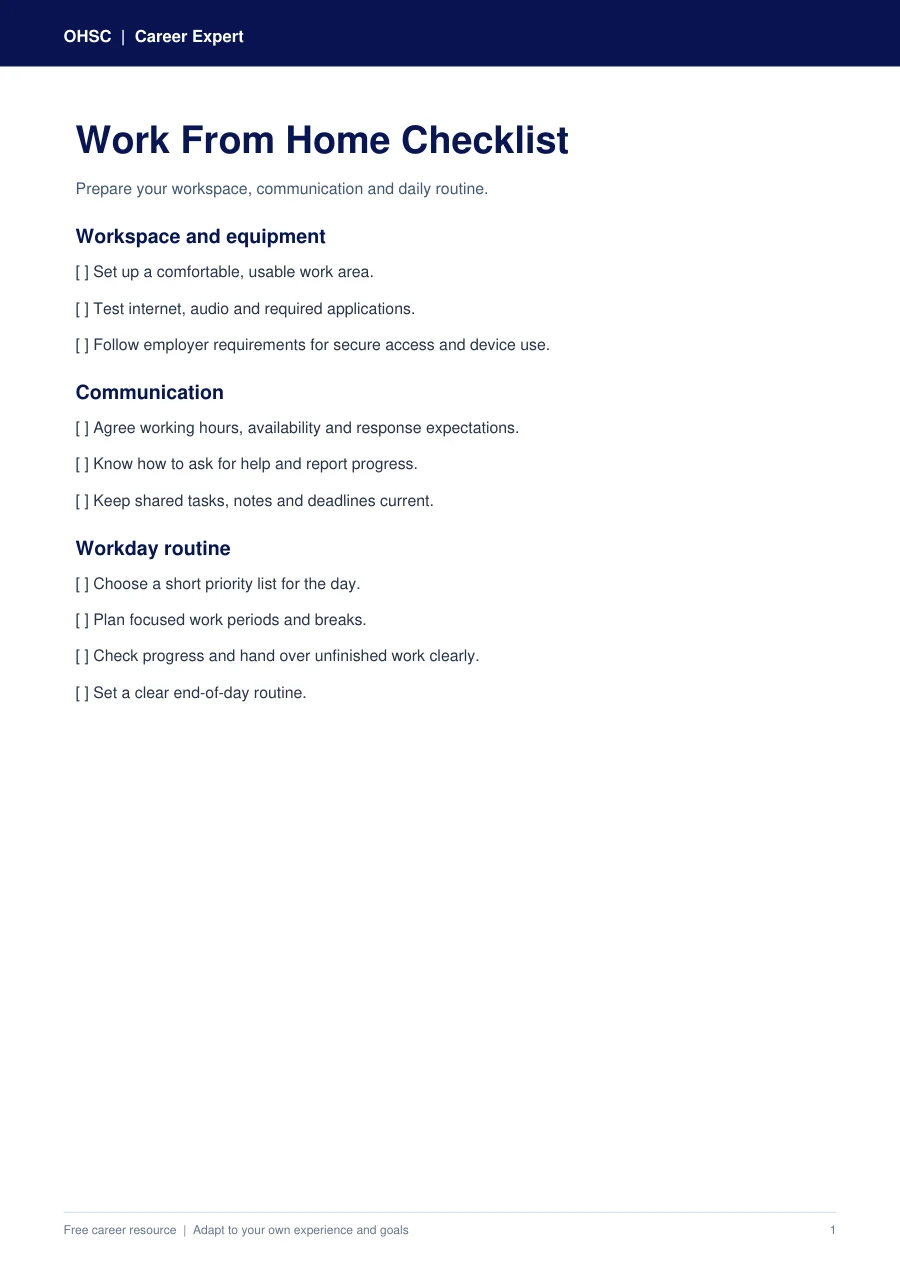 OHSC | Career Expert
Work From Home Checklist
Prepare your workspace, communication and daily routine.
Workspace and equipment
[ ] Set up a comfortable, usable work area.
[ ] Test internet, audio and required applications.
[ ] Follow employer requirements for secure access and device use.
Communication
[ ] Agree working hours, availability and response expectations.
[ ] Know how to ask for help and report progress.
[ ] Keep shared tasks, notes and deadlines current.
Workday routine
[ ] Choose a short priority list for the day.
[ ] Plan focused work periods and breaks.
[ ] Check progress and hand over unfinished work clearly.
[ ] Set a clear end-of-day routine.
Free career resource | Adapt to your own experience and goals 1